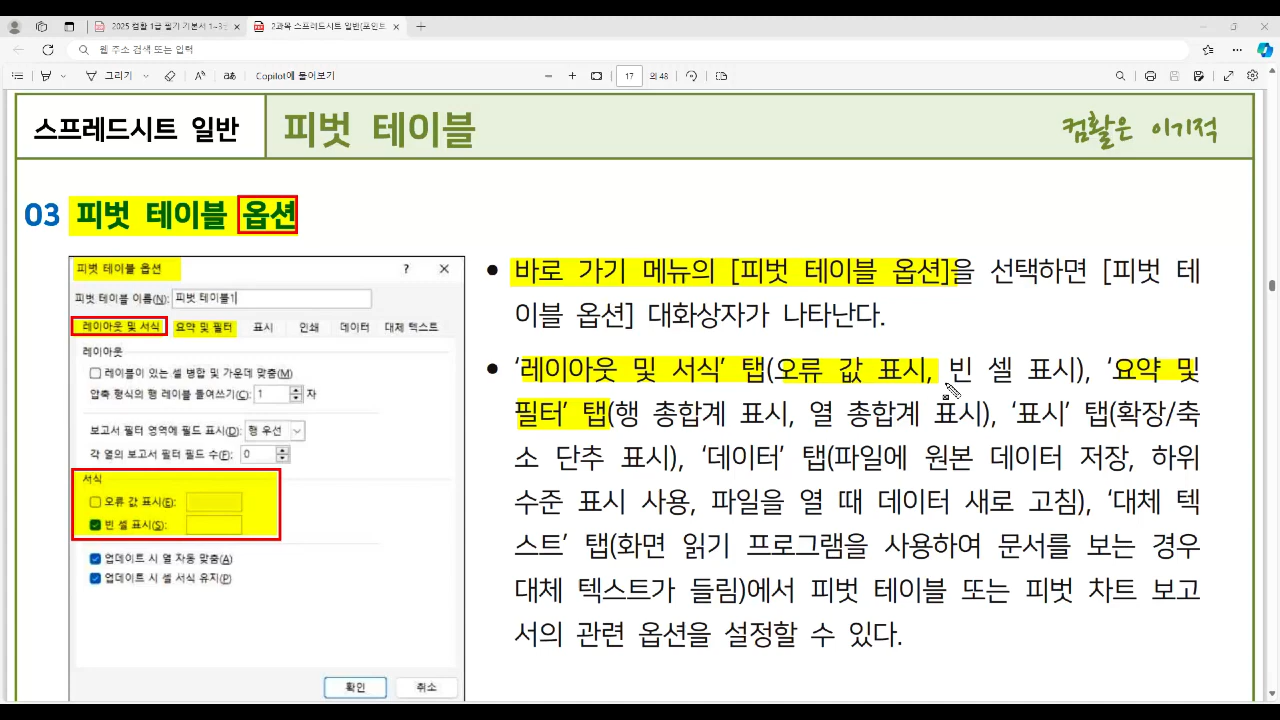 2025 컴활 1급 필기 기본서 1~3
2과목 스프레드시트 일반(포인트
웹 주소 검색 또는 입력
그리기
Copilot에 물어보기
17 의 48
스프레드시트 일반
피벗 테이블
컴활은 이기적
03 피벗 테이블 옵션
피벗 테이블 옵션
피벗 테이블 이름(N): 피벗 테이블1
레이아웃 및 서식 요약 및 필터 표시 인쇄 데이터 대체 텍스트
레이아웃
레이블이 있는 셀 병합 및 가운데 맞춤(M)
압축 형식의 행 레이블 들여쓰기(C): 1 자
보고서 필터 영역에 필드 표시(D): 행 우선
각 열의 보고서 필터 필드 수(F): 0
서식
오류 값 표시(E):
빈 셀 표시(S):
업데이트 시 열 자동 맞춤(A)
업데이트 시 셀 서식 유지(P)
확인 취소
● 바로 가기 메뉴의 [피벗 테이블 옵션]을 선택하면 [피벗 테
이블 옵션] 대화상자가 나타난다.
● ‘레이아웃 및 서식’ 탭(오류 값 표시, 빈 셀 표시), ‘요약 및
필터’ 탭(행 총합계 표시, 열 총합계 표시), ‘표시’ 탭(확장/축
소 단추 표시), ‘데이터’ 탭(파일에 원본 데이터 저장, 하위
수준 표시 사용, 파일을 열 때 데이터 새로 고침), ‘대체 텍
스트’ 탭(화면 읽기 프로그램을 사용하여 문서를 보는 경우
대체 텍스트가 들림)에서 피벗 테이블 또는 피벗 차트 보고
서의 관련 옵션을 설정할 수 있다.